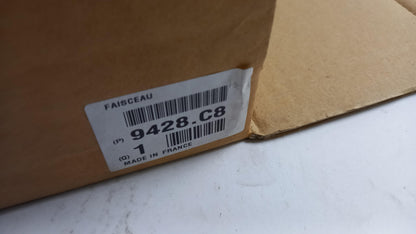 FAISCEAU
(P) 9428.C8
(Q) 1
MADE IN FRANCE